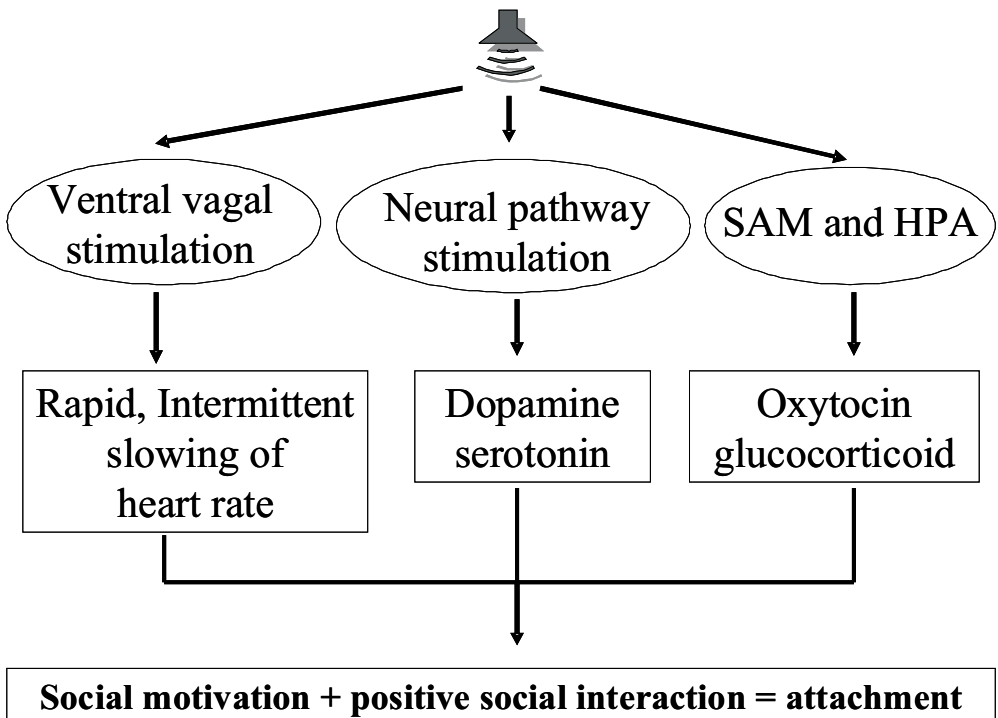 Ventral vagal
stimulation
Neural pathway
stimulation
SAM and HPA
Rapid, Intermittent
slowing of
heart rate
Dopamine
serotonin
Oxytocin
glucocorticoid
Social motivation + positive social interaction = attachment